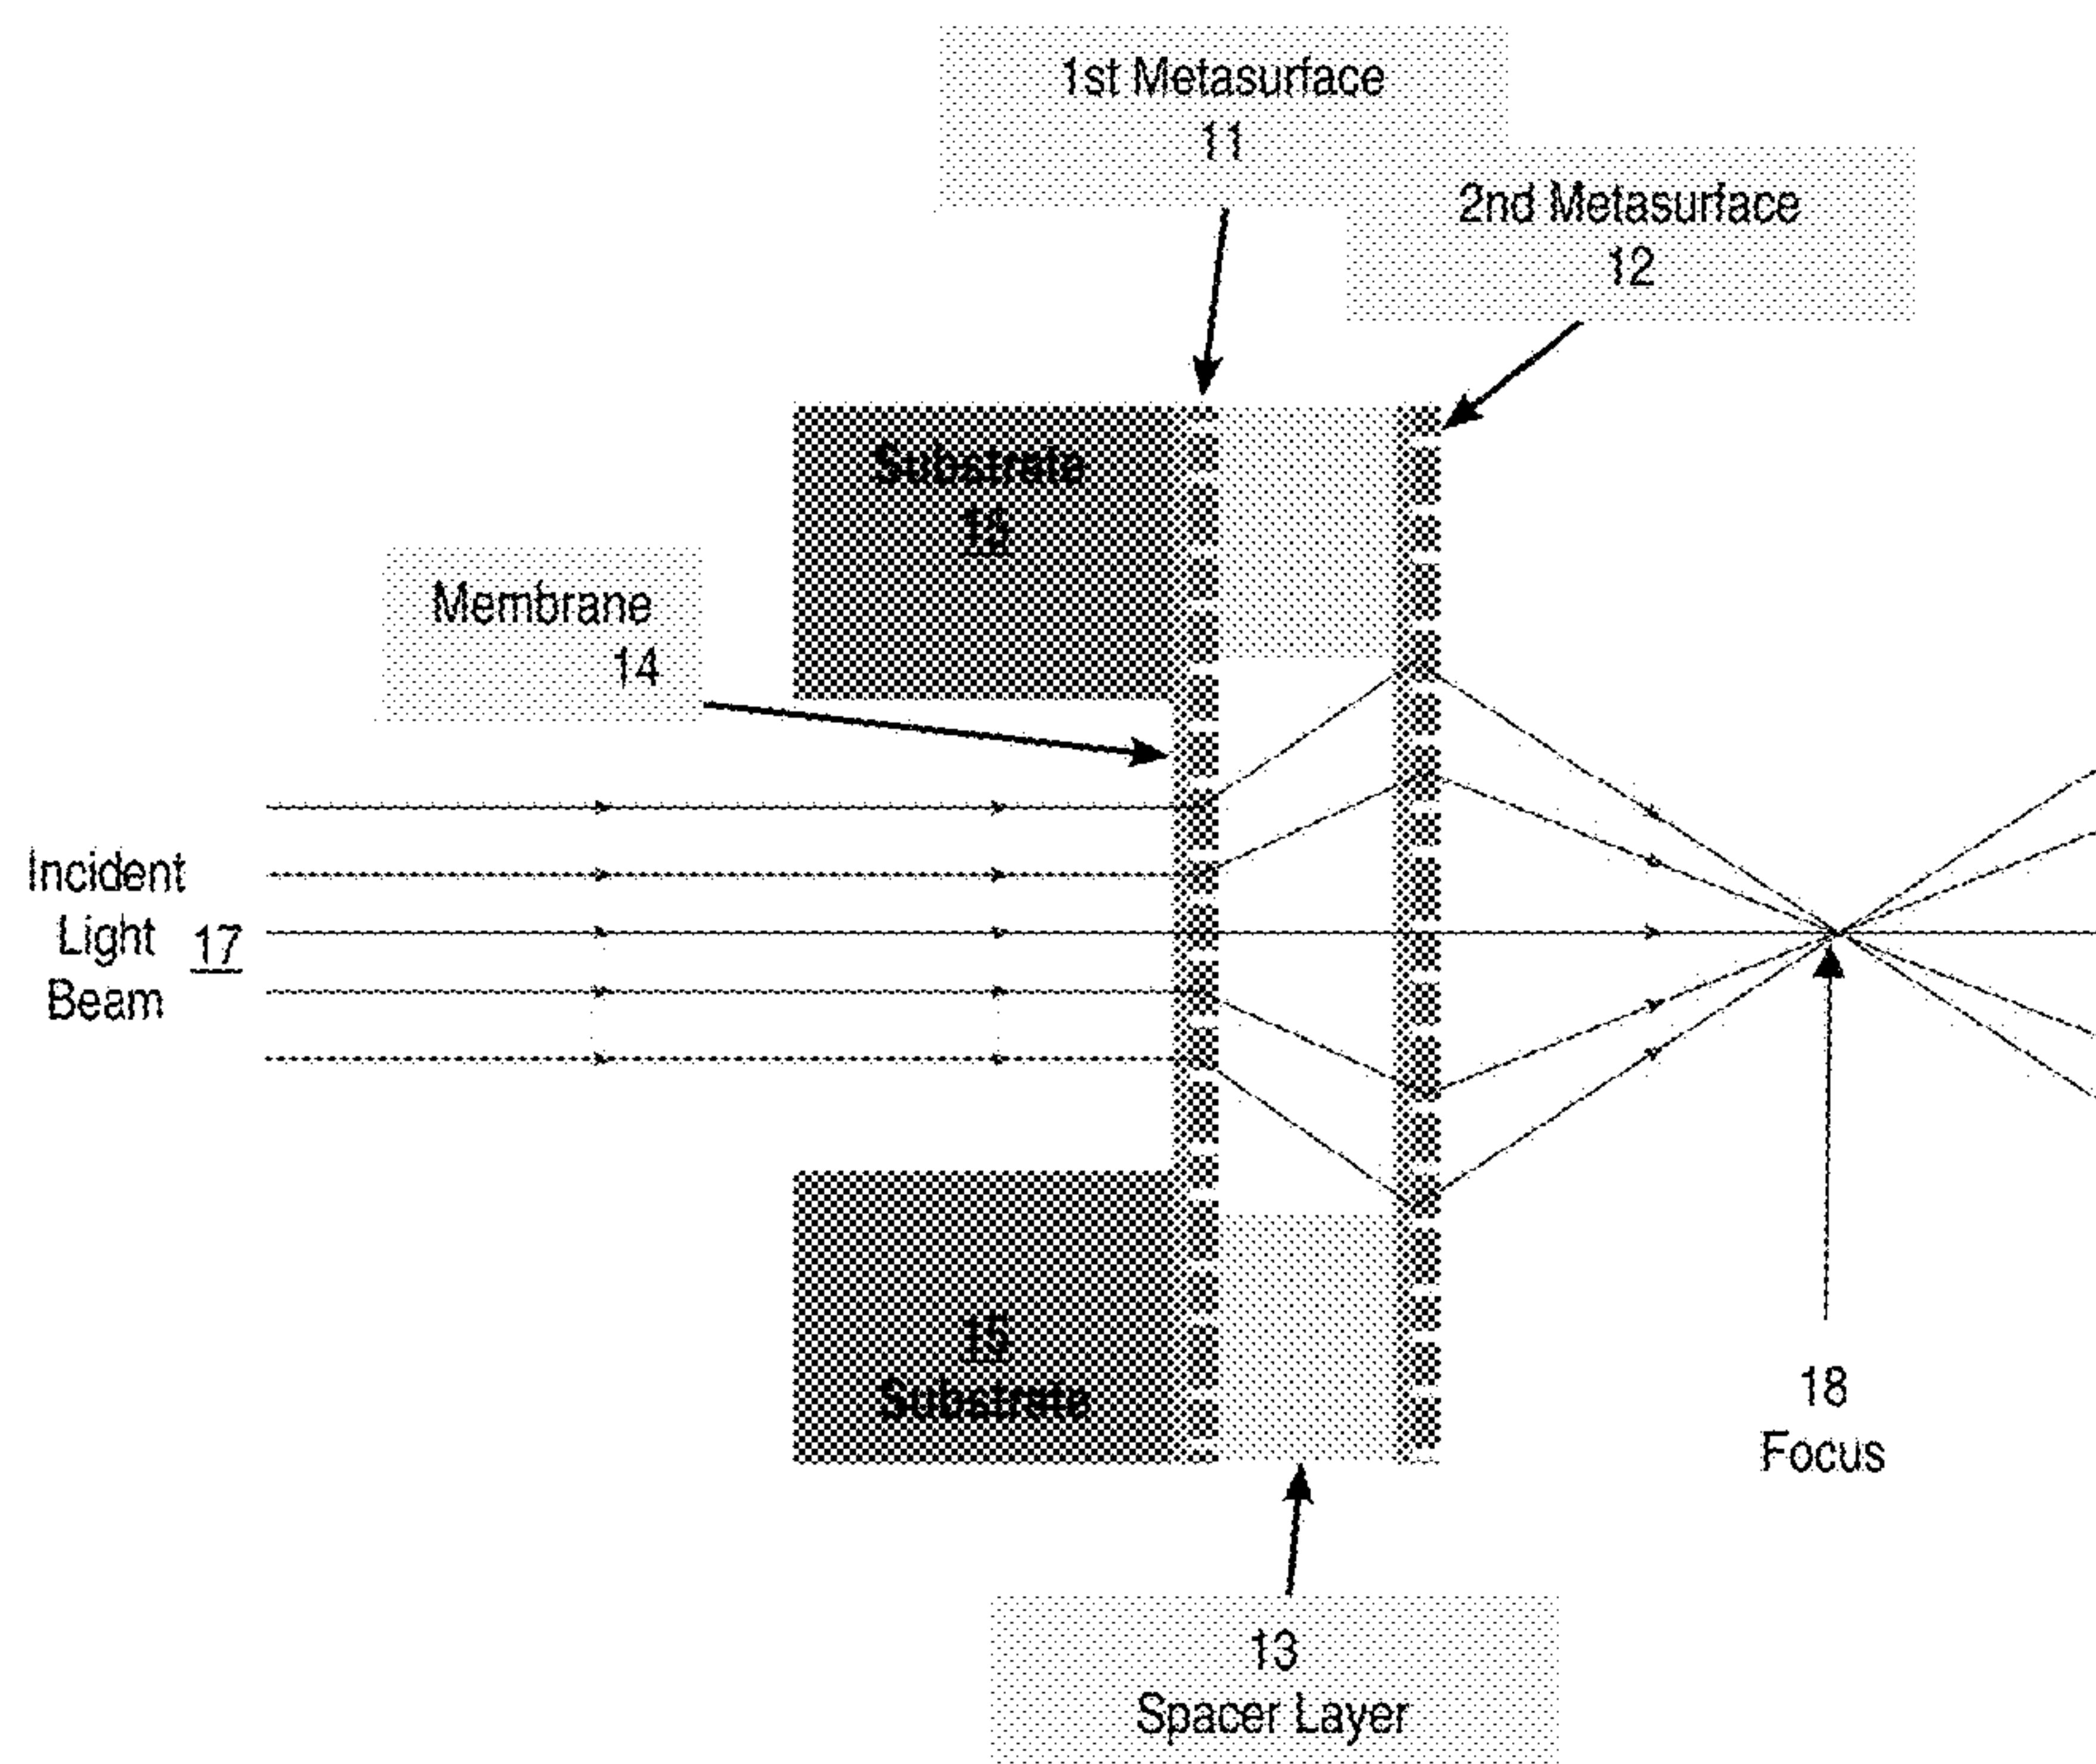 1st Metasurface
11
2nd Metasurface
12
Substrate
15
Membrane
14
Incident
Light 17
Beam
15
Substrate
18
Focus
13
Spacer Layer